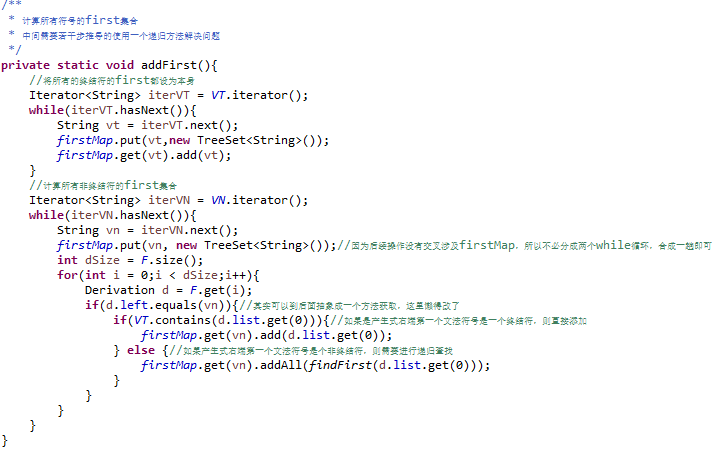 /**
 * 计算所有符号的first集合
 * 中间需要若干步推导的使用一个递归方法解决问题
 */
private static void addFirst(){
    //将所有的终结符的first都设为本身
    Iterator<String> iterVT = VT.iterator();
    while(iterVT.hasNext()){
        String vt = iterVT.next();
        firstMap.put(vt,new TreeSet<String>());
        firstMap.get(vt).add(vt);
    }
    //计算所有非终结符的first集合
    Iterator<String> iterVN = VN.iterator();
    while(iterVN.hasNext()){
        String vn = iterVN.next();
        firstMap.put(vn, new TreeSet<String>());//因为后续操作没有交叉涉及firstMap，所以不必分成两个while循环，合成一趟即可
        int dSize = F.size();
        for(int i = 0;i < dSize;i++){
            Derivation d = F.get(i);
            if(d.left.equals(vn)){//其实可以到后面抽象成一个方法获取，这里懒得改了
                if(VT.contains(d.list.get(0))){//如果是产生式右端第一个文法符号是一个终结符，则直接添加
                    firstMap.get(vn).add(d.list.get(0));
                } else {//如果产生式右端第一个文法符号是个非终结符，则需要进行递归查找
                    firstMap.get(vn).addAll(findFirst(d.list.get(0)));
                }
            }
        }
    }
}